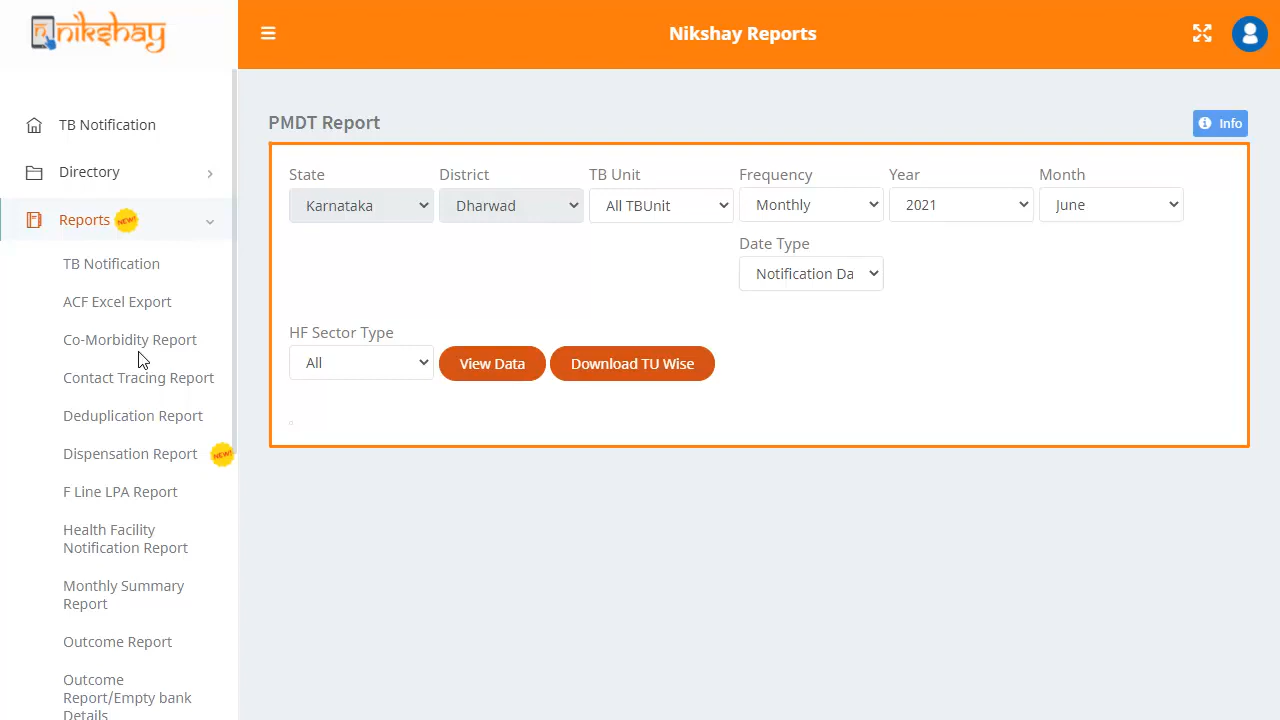 nikshay
Nikshay Reports
TB Notification
Directory
Reports NEW!
TB Notification
ACF Excel Export
Co-Morbidity Report
Contact Tracing Report
Deduplication Report
Dispensation Report NEW!
F Line LPA Report
Health Facility
Notification Report
Monthly Summary
Report
Outcome Report
Outcome
Report/Empty bank
Details
PMDT Report
Info
State District TB Unit Frequency Year Month
Karnataka Dharwad All TBUnit Monthly 2021 June
Date Type
Notification Da
HF Sector Type
All View Data Download TU Wise